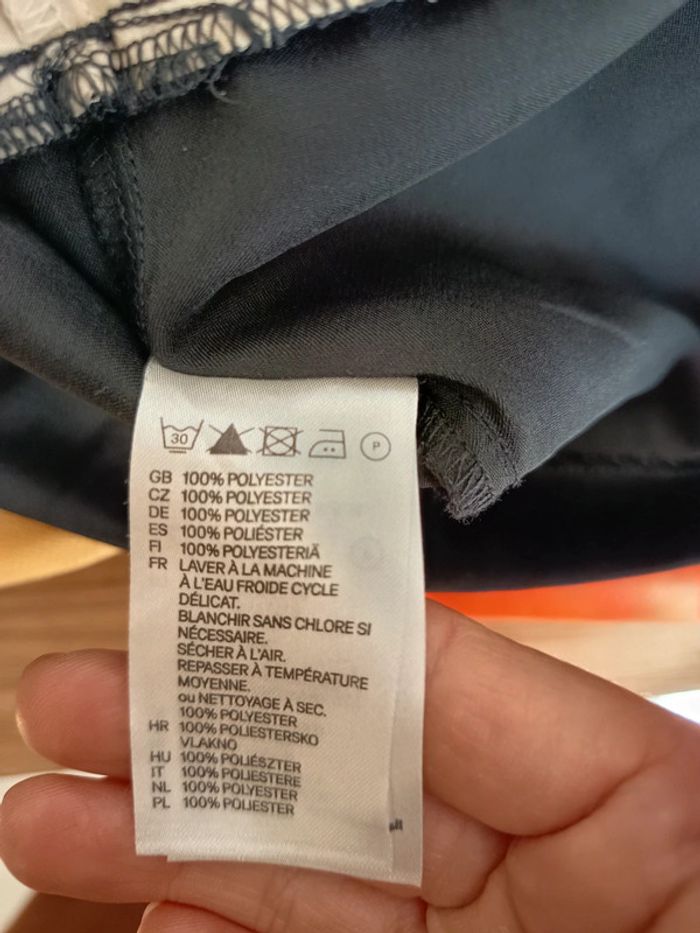 30 P
GB 100% POLYESTER
CZ 100% POLYESTER
DE 100% POLYESTER
ES 100% POLIÉSTER
FI 100% POLYESTERIÄ
FR LAVER À LA MACHINE
À L'EAU FROIDE CYCLE
DÉLICAT.
BLANCHIR SANS CHLORE SI
NÉCESSAIRE.
SÉCHER À L'AIR.
REPASSER À TEMPÉRATURE
MOYENNE.
ou NETTOYAGE À SEC.
100% POLYESTER
HR 100% POLIESTERSKO
VLAKNO
HU 100% POLIÉSZTER
IT 100% POLIESTERE
NL 100% POLYESTER
PL 100% POLIESTER